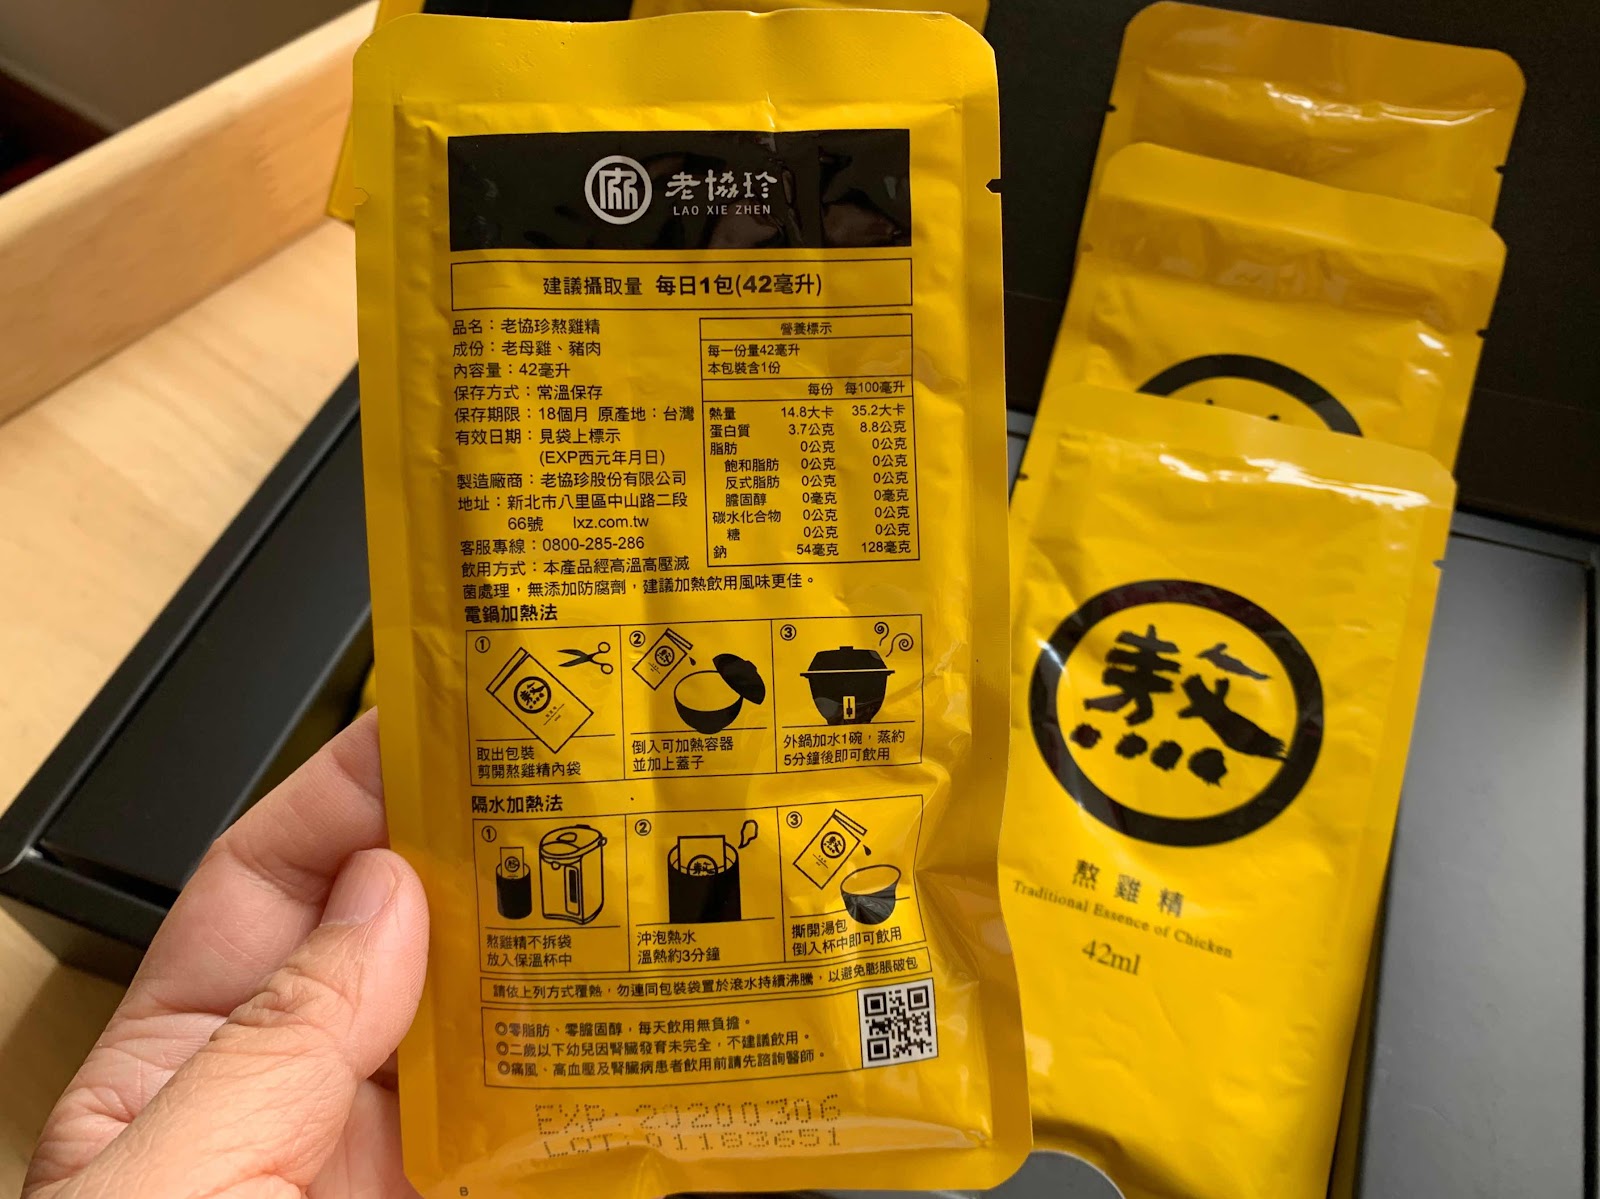 老協珍
LAO XIE ZHEN
建議攝取量 每日1包(42毫升)
品名：老協珍熬雞精
成份：老母雞、豬肉
內容量：42毫升
保存方式：常溫保存
保存期限：18個月 原產地：台灣
有效日期：見袋上標示
(EXP西元年月日)
製造廠商：老協珍股份有限公司
地址：新北市八里區中山路二段
66號 lxz.com.tw
客服專線：0800-285-286
飲用方式：本產品經高溫高壓滅
菌處理，無添加防腐劑，建議加熱飲用風味更佳。
營養標示
每一份量42毫升
本包裝含1份
每份 每100毫升
熱量 14.8大卡 35.2大卡
蛋白質 3.7公克 8.8公克
脂肪 0公克 0公克
飽和脂肪 0公克 0公克
反式脂肪 0公克 0公克
膽固醇 0毫克 0毫克
碳水化合物 0公克 0公克
糖 0公克 0公克
鈉 54毫克 128毫克
電鍋加熱法
①
取出包裝
剪開熬雞精內袋
②
倒入可加熱容器
並加上蓋子
③
外鍋加水1碗，蒸約
5分鐘後即可飲用
隔水加熱法
①
熬雞精不拆袋
放入保溫杯中
②
沖泡熱水
溫熱約3分鐘
③
撕開湯包
倒入杯中即可飲用
請依上列方式覆熱，勿連同包裝袋置於滾水持續沸騰，以避免膨脹破包
◎零脂肪、零膽固醇，每天飲用無負擔。
◎二歲以下幼兒因腎臟發育未完全，不建議飲用。
◎痛風、高血壓及腎臟病患者飲用前請先諮詢醫師。
EXP:20200306
LOT:01183651
B
熬
熬雞精
Traditional Essence of Chicken
42ml